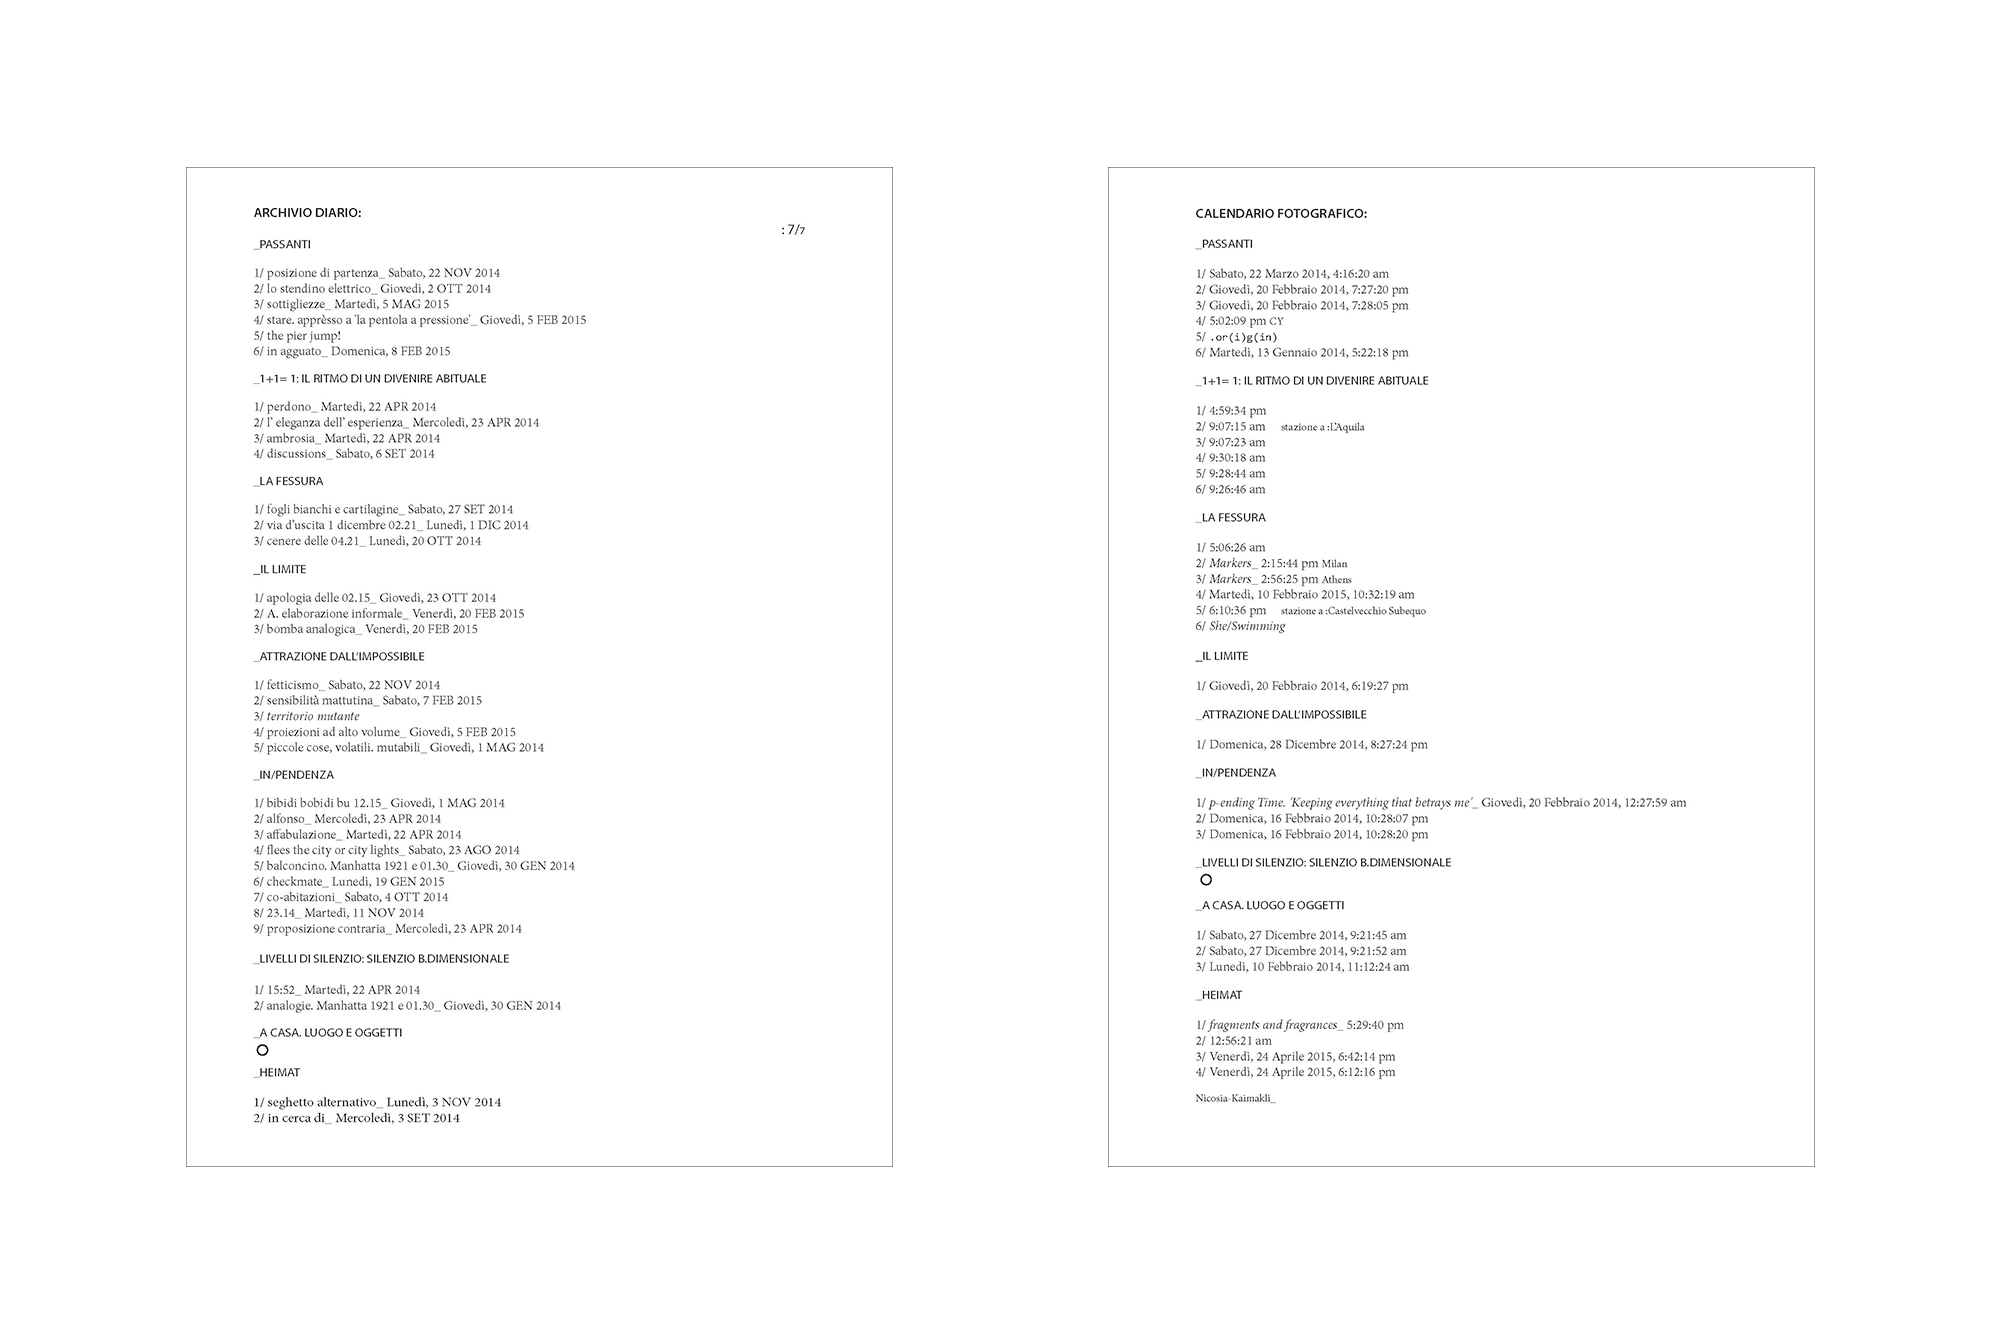 ARCHIVIO DIARIO:
: 7/7
_PASSANTI
1/ posizione di partenza_ Sabato, 22 NOV 2014
2/ lo stendino elettrico_ Giovedì, 2 OTT 2014
3/ sottigliezze_ Martedì, 5 MAG 2015
4/ stare. apprèsso a 'la pentola a pressione'_ Giovedì, 5 FEB 2015
5/ the pier jump!
6/ in agguato_ Domenica, 8 FEB 2015
_1+1= 1: IL RITMO DI UN DIVENIRE ABITUALE
1/ perdono_ Martedì, 22 APR 2014
2/ l' eleganza dell' esperienza_ Mercoledì, 23 APR 2014
3/ ambrosia_ Martedì, 22 APR 2014
4/ discussions_ Sabato, 6 SET 2014
_LA FESSURA
1/ fogli bianchi e cartilagine_ Sabato, 27 SET 2014
2/ via d'uscita 1 dicembre 02.21_ Lunedì, 1 DIC 2014
3/ cenere delle 04.21_ Lunedì, 20 OTT 2014
_IL LIMITE
1/ apologia delle 02.15_ Giovedì, 23 OTT 2014
2/ A. elaborazione informale_ Venerdì, 20 FEB 2015
3/ bomba analogica_ Venerdì, 20 FEB 2015
_ATTRAZIONE DALL'IMPOSSIBILE
1/ fetticismo_ Sabato, 22 NOV 2014
2/ sensibilità mattutina_ Sabato, 7 FEB 2015
3/ territorio mutante
4/ proiezioni ad alto volume_ Giovedì, 5 FEB 2015
5/ piccole cose, volatili. mutabili_ Giovedì, 1 MAG 2014
_IN/PENDENZA
1/ bibidi bobidi bu 12.15_ Giovedì, 1 MAG 2014
2/ alfonso_ Mercoledì, 23 APR 2014
3/ affabulazione_ Martedì, 22 APR 2014
4/ flees the city or city lights_ Sabato, 23 AGO 2014
5/ balconcino. Manhatta 1921 e 01.30_ Giovedì, 30 GEN 2014
6/ checkmate_ Lunedì, 19 GEN 2015
7/ co-abitazioni_ Sabato, 4 OTT 2014
8/ 23.14_ Martedì, 11 NOV 2014
9/ proposizione contraria_ Mercoledì, 23 APR 2014
_LIVELLI DI SILENZIO: SILENZIO B.DIMENSIONALE
1/ 15:52_ Martedì, 22 APR 2014
2/ analogie. Manhatta 1921 e 01.30_ Giovedì, 30 GEN 2014
_A CASA. LUOGO E OGGETTI
_HEIMAT
1/ seghetto alternativo_ Lunedì, 3 NOV 2014
2/ in cerca di_ Mercoledì, 3 SET 2014
CALENDARIO FOTOGRAFICO:
_PASSANTI
1/ Sabato, 22 Marzo 2014, 4:16:20 am
2/ Giovedì, 20 Febbraio 2014, 7:27:20 pm
3/ Giovedì, 20 Febbraio 2014, 7:28:05 pm
4/ 5:02:09 pm CY
5/ .or(i)g(in)
6/ Martedì, 13 Gennaio 2014, 5:22:18 pm
_1+1= 1: IL RITMO DI UN DIVENIRE ABITUALE
1/ 4:59:34 pm
2/ 9:07:15 am stazione a :L'Aquila
3/ 9:07:23 am
4/ 9:30:18 am
5/ 9:28:44 am
6/ 9:26:46 am
_LA FESSURA
1/ 5:06:26 am
2/ Markers_ 2:15:44 pm Milan
3/ Markers_ 2:56:25 pm Athens
4/ Martedì, 10 Febbraio 2015, 10:32:19 am
5/ 6:10:36 pm stazione a :Castelvecchio Subequo
6/ She/Swimming
_IL LIMITE
1/ Giovedì, 20 Febbraio 2014, 6:19:27 pm
_ATTRAZIONE DALL'IMPOSSIBILE
1/ Domenica, 28 Dicembre 2014, 8:27:24 pm
_IN/PENDENZA
1/ p-ending Time. 'Keeping everything that betrays me'_ Giovedì, 20 Febbraio 2014, 12:27:59 am
2/ Domenica, 16 Febbraio 2014, 10:28:07 pm
3/ Domenica, 16 Febbraio 2014, 10:28:20 pm
_LIVELLI DI SILENZIO: SILENZIO B.DIMENSIONALE
_A CASA. LUOGO E OGGETTI
1/ Sabato, 27 Dicembre 2014, 9:21:45 am
2/ Sabato, 27 Dicembre 2014, 9:21:52 am
3/ Lunedì, 10 Febbraio 2014, 11:12:24 am
_HEIMAT
1/ fragments and fragrances_ 5:29:40 pm
2/ 12:56:21 am
3/ Venerdì, 24 Aprile 2015, 6:42:14 pm
4/ Venerdì, 24 Aprile 2015, 6:12:16 pm
Nicosia-Kaimakli_